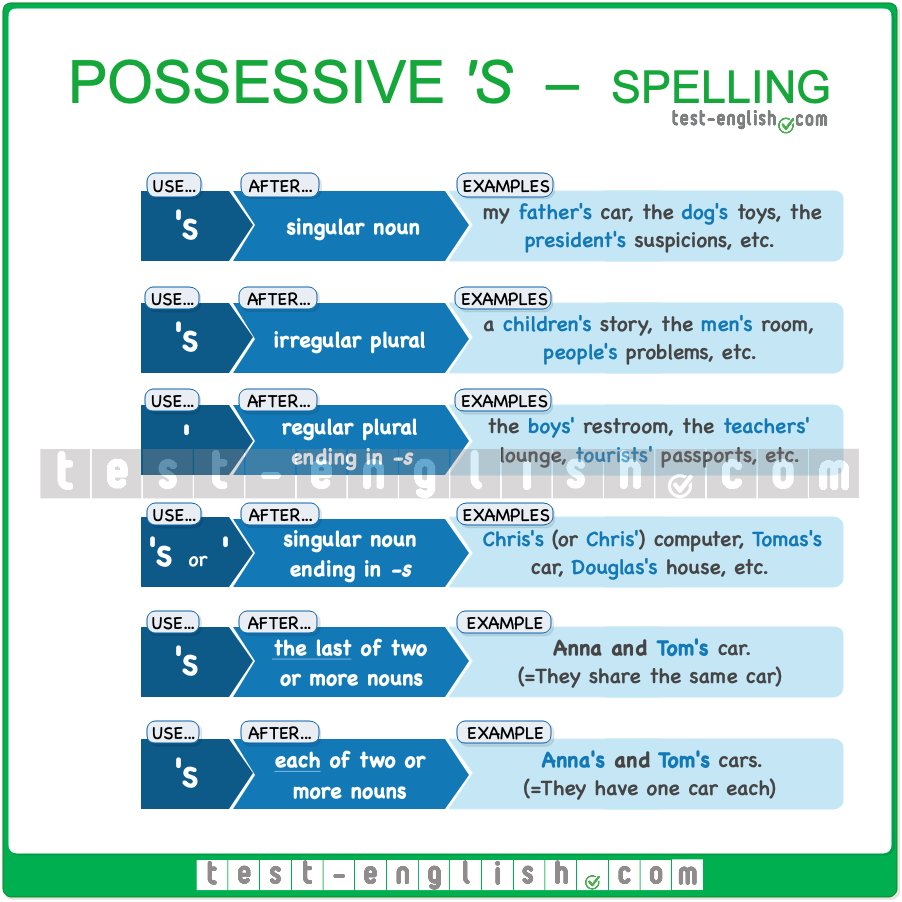 POSSESSIVE 'S – SPELLING
test-english.com
USE... AFTER... EXAMPLES
's singular noun my father's car, the dog's toys, the
president's suspicions, etc.
USE... AFTER... EXAMPLES
's irregular plural a children's story, the men's room,
people's problems, etc.
USE... AFTER... EXAMPLES
' regular plural the boys' restroom, the teachers'
ending in -s lounge, tourists' passports, etc.
test-english.com
USE... AFTER... EXAMPLES
's or ' singular noun Chris's (or Chris') computer, Tomas's
ending in -s car, Douglas's house, etc.
USE... AFTER... EXAMPLE
's the last of two Anna and Tom's car.
or more nouns (=They share the same car)
USE... AFTER... EXAMPLE
's each of two or Anna's and Tom's cars.
more nouns (=They have one car each)
test-english.com